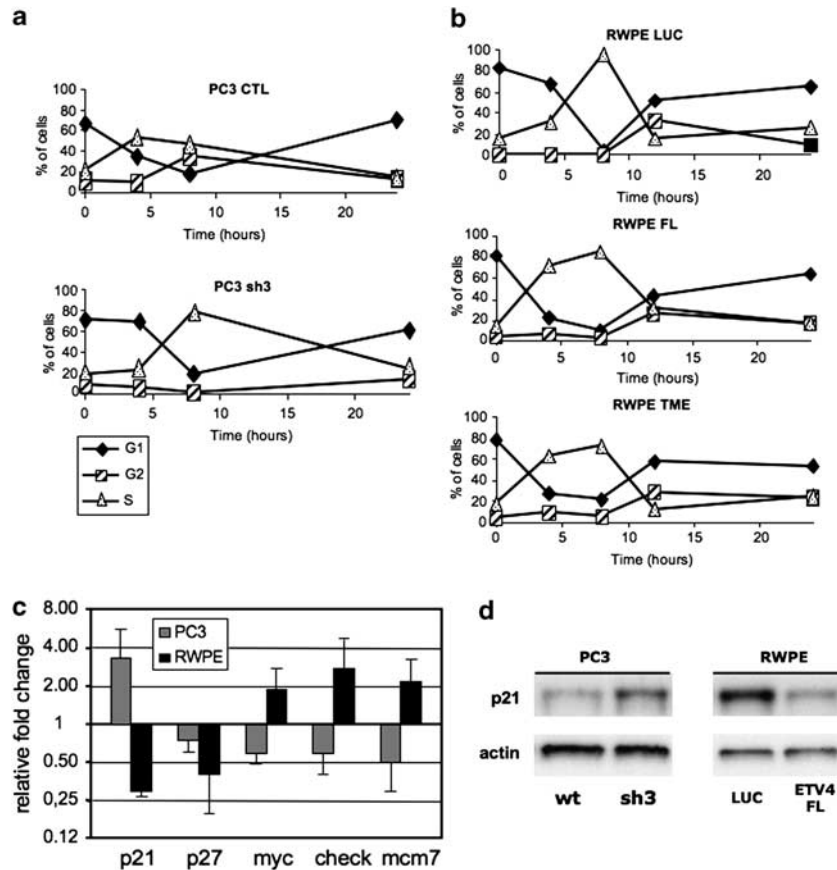 a
PC3 CTL
% of cells
100
80
60
40
20
0
0 5 10 15 20
Time (hours)
PC3 sh3
% of cells
100
80
60
40
20
0
0 5 10 15 20
Time (hours)
G1
G2
S
b
RWPE LUC
% of cells
100
80
60
40
20
0
0 5 10 15 20
Time (hours)
RWPE FL
% of cells
100
80
60
40
20
0
0 5 10 15 20
Time (hours)
RWPE TME
% of cells
100
80
60
40
20
0
0 5 10 15 20
Time (hours)
c
relative fold change
8.00
4.00
2.00
1
0.50
0,25
0.12
PC3
RWPE
p21 p27 myc check mcm7
d
PC3 RWPE
p21
actin
wt sh3 LUC ETV4
FL